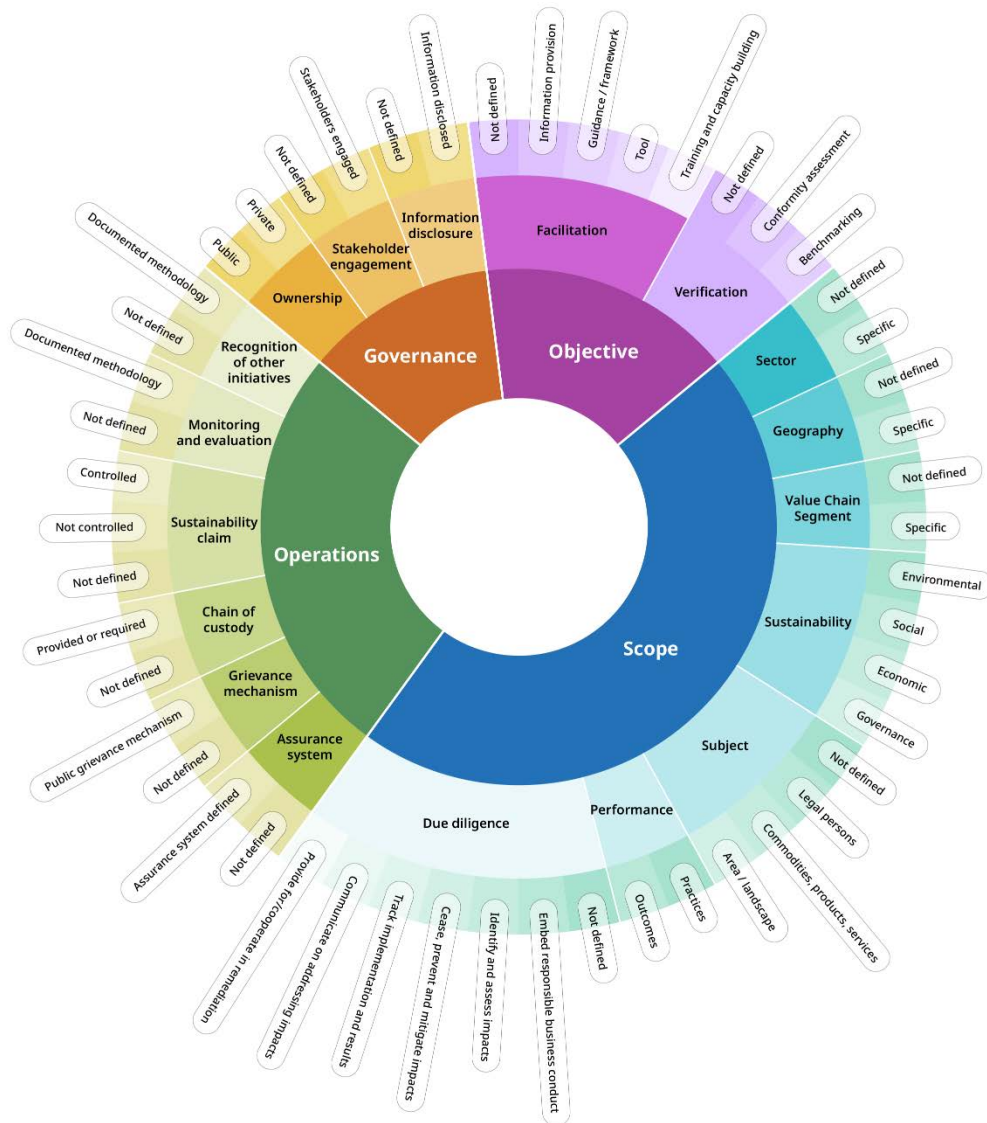 Objective
Facilitation
Not defined
Information provision
Guidance / framework
Tool
Training and capacity building
Verification
Not defined
Conformity assessment
Benchmarking
Scope
Sector
Not defined
Specific
Geography
Not defined
Specific
Value Chain
Segment
Not defined
Specific
Sustainability
Environmental
Social
Economic
Governance
Subject
Not defined
Legal persons
Commodities, products, services
Area / landscape
Performance
Practices
Outcomes
Due diligence
Not defined
Embed responsible business conduct
Identify and assess impacts
Cease, prevent and mitigate impacts
Track implementation and results
Communicate on addressing impacts
Provide for/cooperate in remediation
Operations
Assurance
system
Not defined
Assurance system defined
Grievance
mechanism
Not defined
Public grievance mechanism
Chain of
custody
Not defined
Provided or required
Sustainability
claim
Not defined
Not controlled
Controlled
Monitoring
and evaluation
Not defined
Documented methodology
Recognition
of other
initiatives
Not defined
Documented methodology
Governance
Ownership
Public
Private
Stakeholder
engagement
Not defined
Stakeholders engaged
Information
disclosure
Not defined
Information disclosed